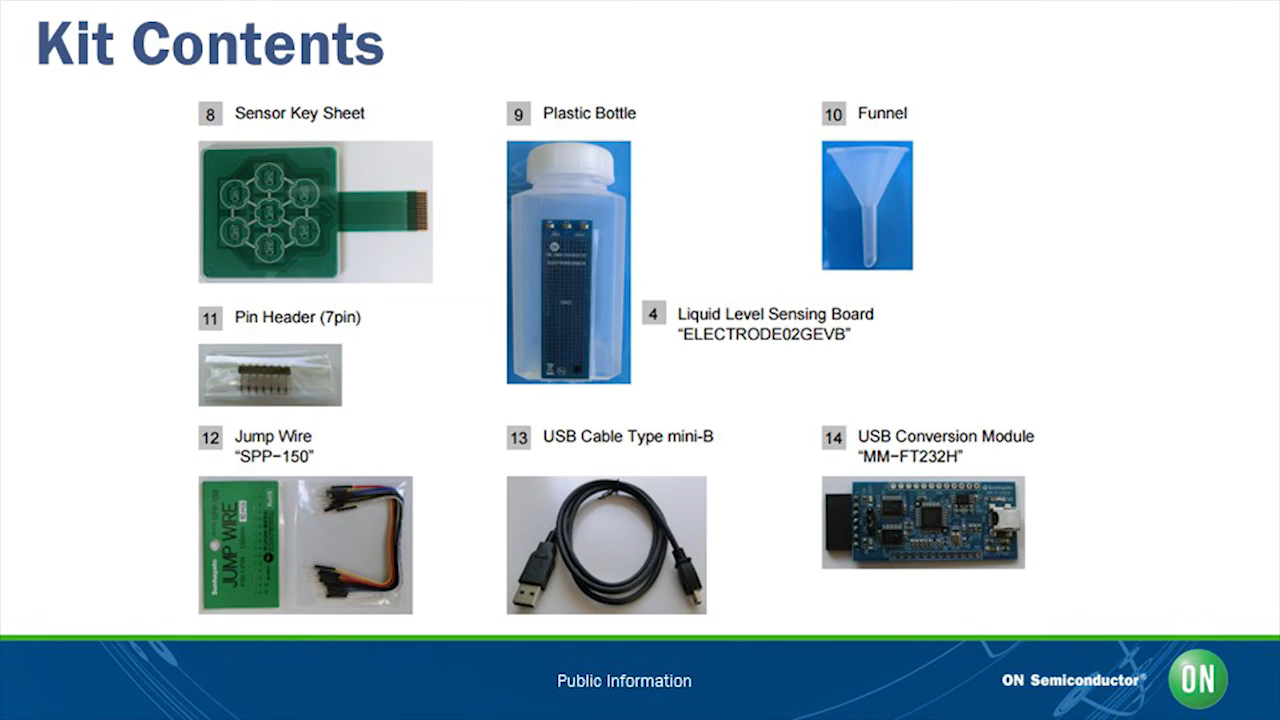 Kit Contents
8 Sensor Key Sheet
9 Plastic Bottle
10 Funnel
4 Liquid Level Sensing Board
“ELECTRODE02GEVB”
11 Pin Header (7pin)
12 Jump Wire
“SPP−150”
13 USB Cable Type mini-B
14 USB Conversion Module
“MM−FT232H”
Sunhayato
JUMP WIRE
Public Information
ON Semiconductor®
ON